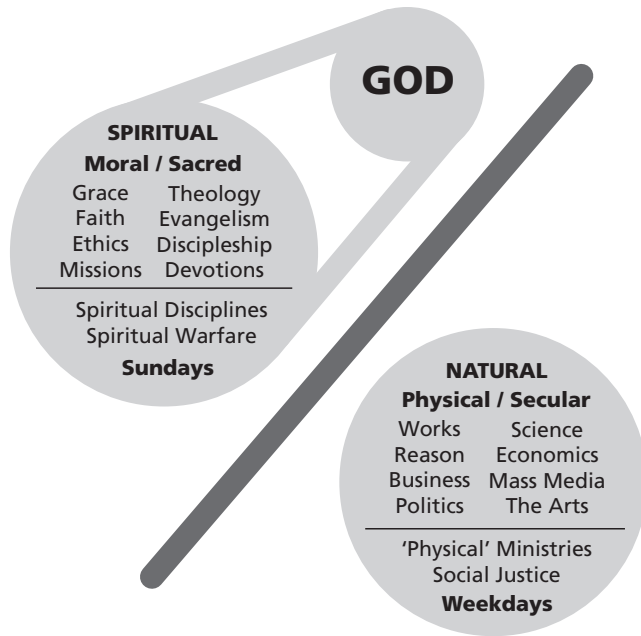 GOD
SPIRITUAL
Moral / Sacred
Grace Theology
Faith Evangelism
Ethics Discipleship
Missions Devotions
Spiritual Disciplines
Spiritual Warfare
Sundays
NATURAL
Physical / Secular
Works Science
Reason Economics
Business Mass Media
Politics The Arts
'Physical' Ministries
Social Justice
Weekdays